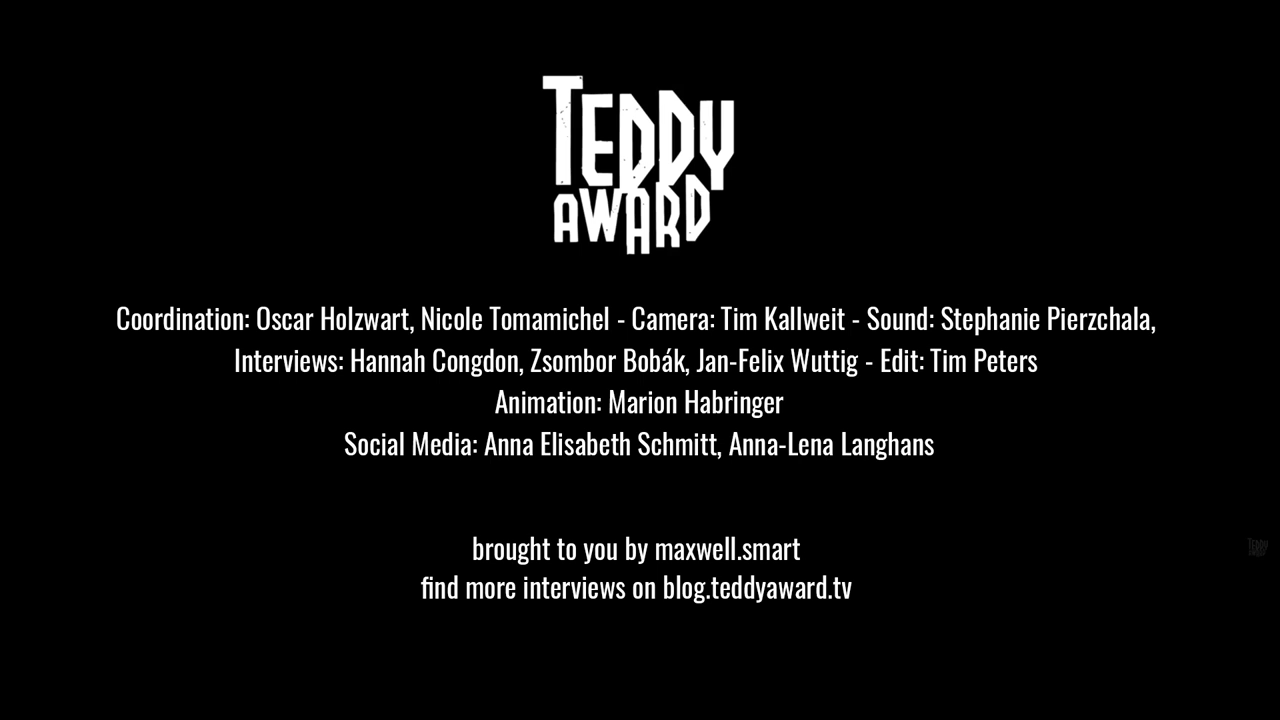 TEDDY
AWARD
Coordination: Oscar Holzwart, Nicole Tomamichel - Camera: Tim Kallweit - Sound: Stephanie Pierzchala,
Interviews: Hannah Congdon, Zsombor Bobák, Jan-Felix Wuttig - Edit: Tim Peters
Animation: Marion Habringer
Social Media: Anna Elisabeth Schmitt, Anna-Lena Langhans
brought to you by maxwell.smart
find more interviews on blog.teddyaward.tv
TEDDY